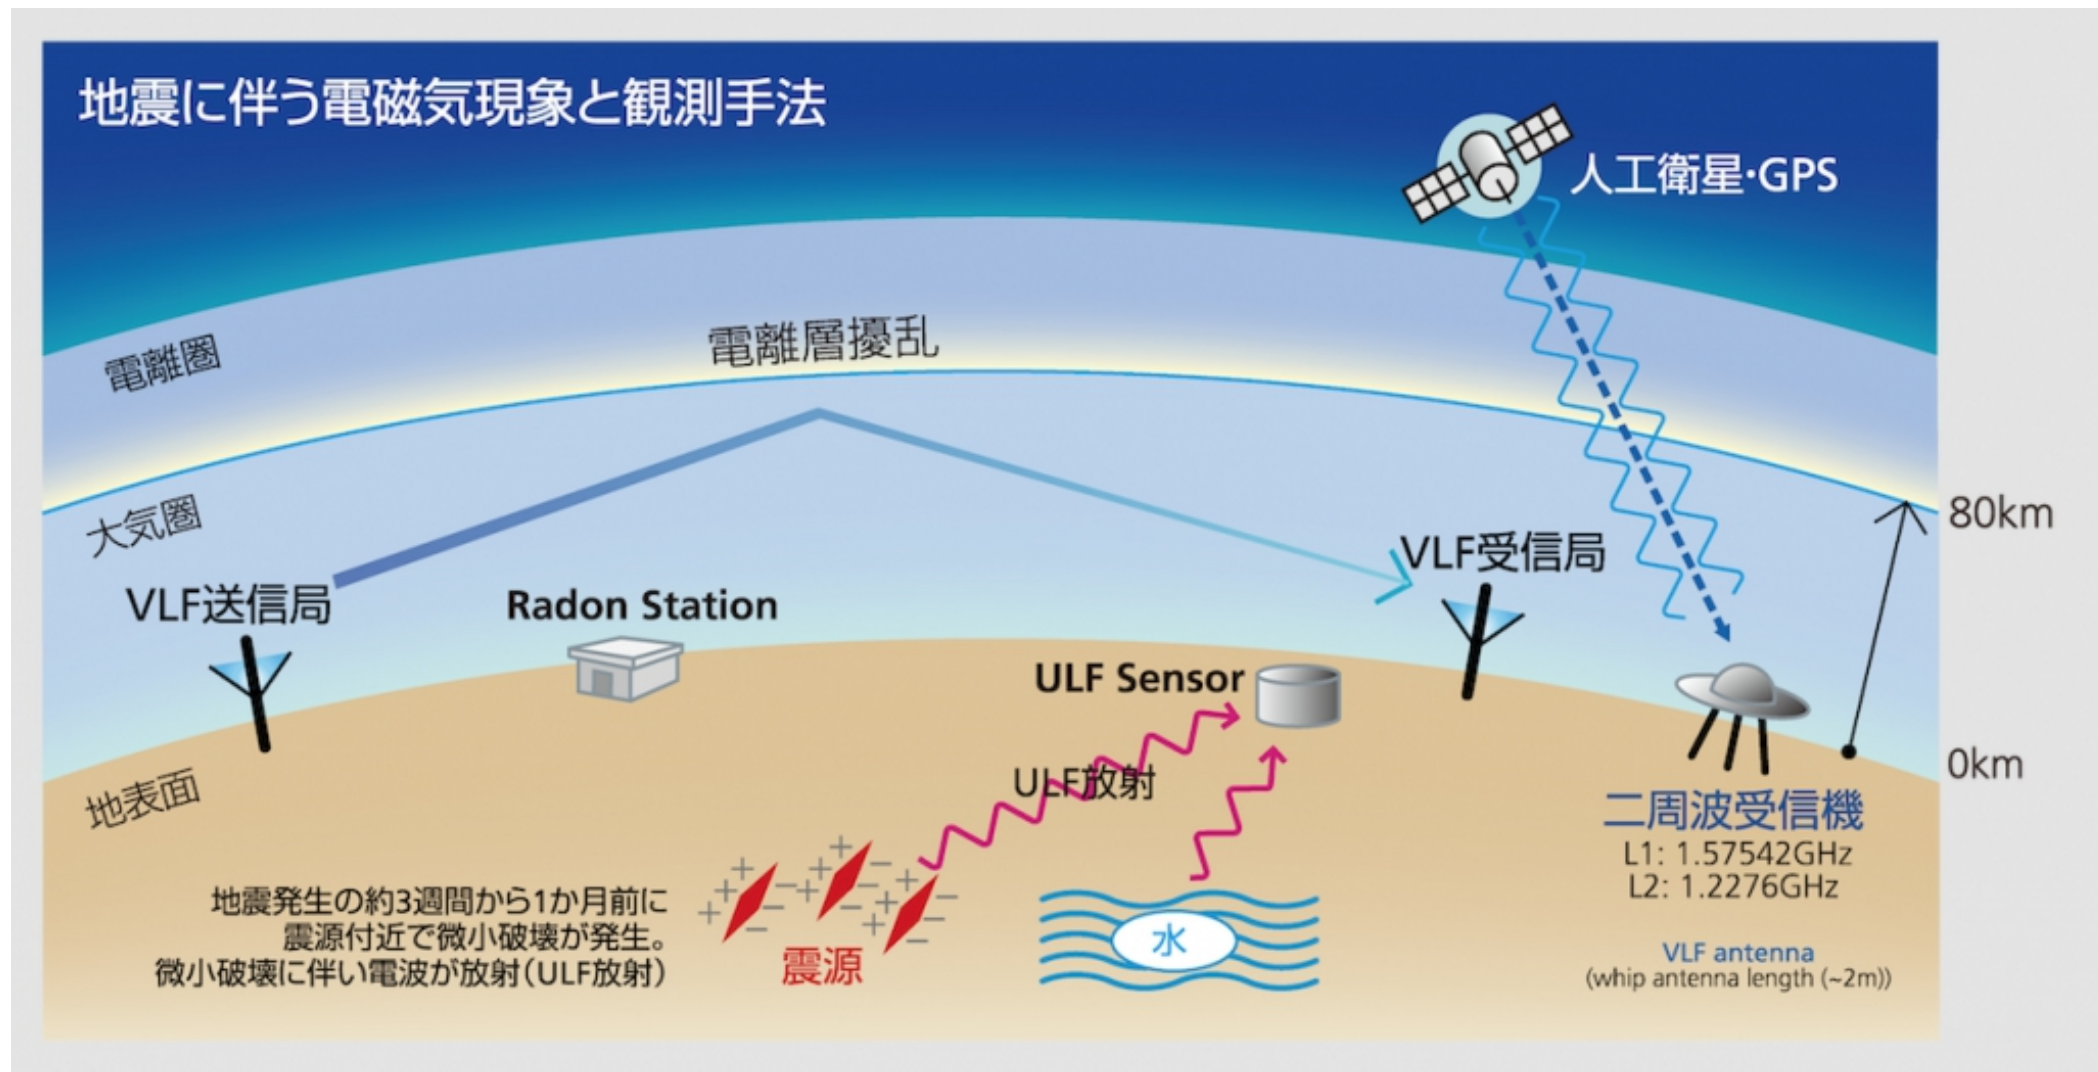 地震に伴う電磁気現象と観測手法
人工衛星・GPS
電離圏
電離層擾乱
大気圏
80km
VLF送信局
Radon Station
VLF受信局
ULF Sensor
ULF放射
地表面
0km
二周波受信機
L1: 1.57542GHz
L2: 1.2276GHz
地震発生の約3週間から1か月前に
震源付近で微小破壊が発生。
微小破壊に伴い電波が放射(ULF放射)
震源
水
VLF antenna
(whip antenna length (~2m))